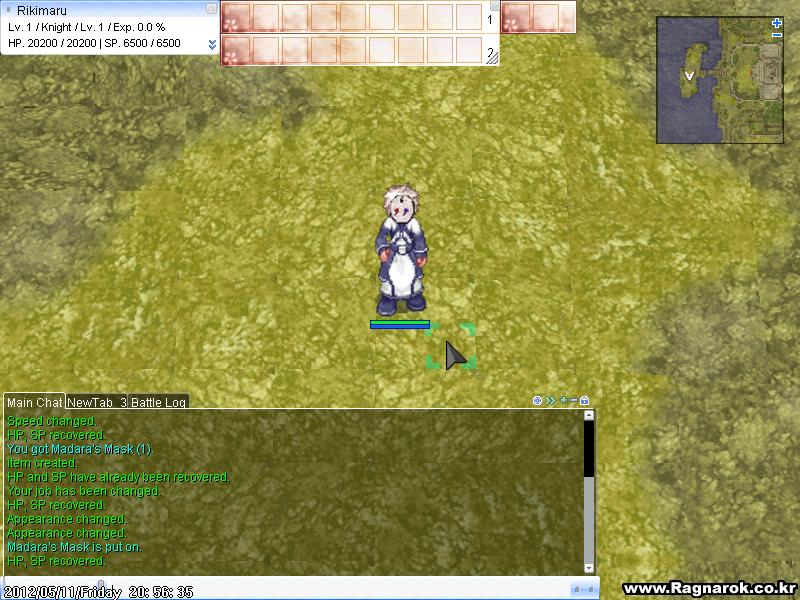 Rikimaru
Lv. 1 / Knight / Lv. 1 / Exp. 0.0 %
HP. 20200 / 20200 | SP. 6500 / 6500
1
2
Main Chat NewTab_3 Battle Log
Speed changed.
HP, SP recovered.
You got Madara's Mask (1).
Item created.
HP and SP have already been recovered.
Your job has been changed.
HP, SP recovered.
Appearance changed.
Appearance changed.
Madara's Mask is put on.
HP, SP recovered.
2012/05/11/Friday 20: 56: 35
www.Ragnarok.co.kr